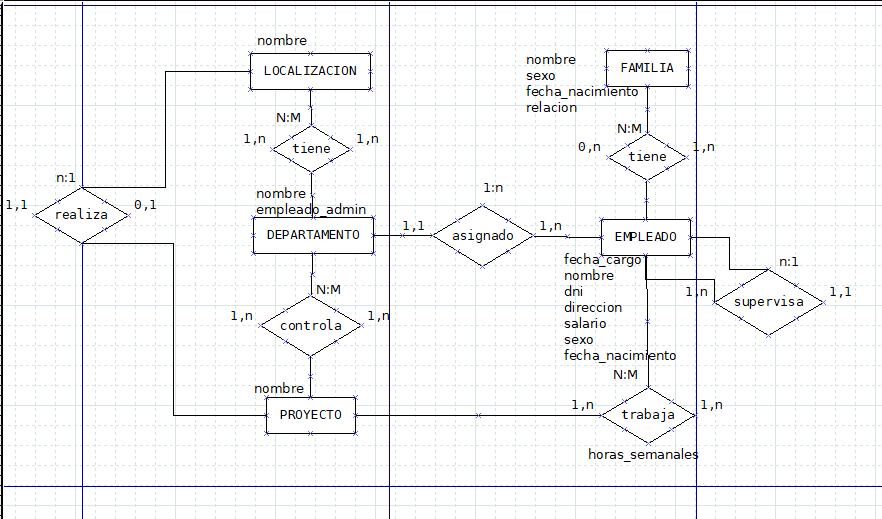 nombre
LOCALIZACION
N:M
1,n
tiene
1,n
nombre
sexo
fecha_nacimiento
relacion
FAMILIA
N:M
0,n
tiene
1,n
n:1
1,1
realiza
0,1
nombre
empleado_admin
DEPARTAMENTO
1:n
1,1
asignado
1,n
EMPLEADO
fecha_cargo
nombre
dni
direccion
salario
sexo
fecha_nacimiento
n:1
1,n
supervisa
1,1
N:M
1,n
controla
1,n
nombre
PROYECTO
N:M
1,n
trabaja
1,n
horas_semanales